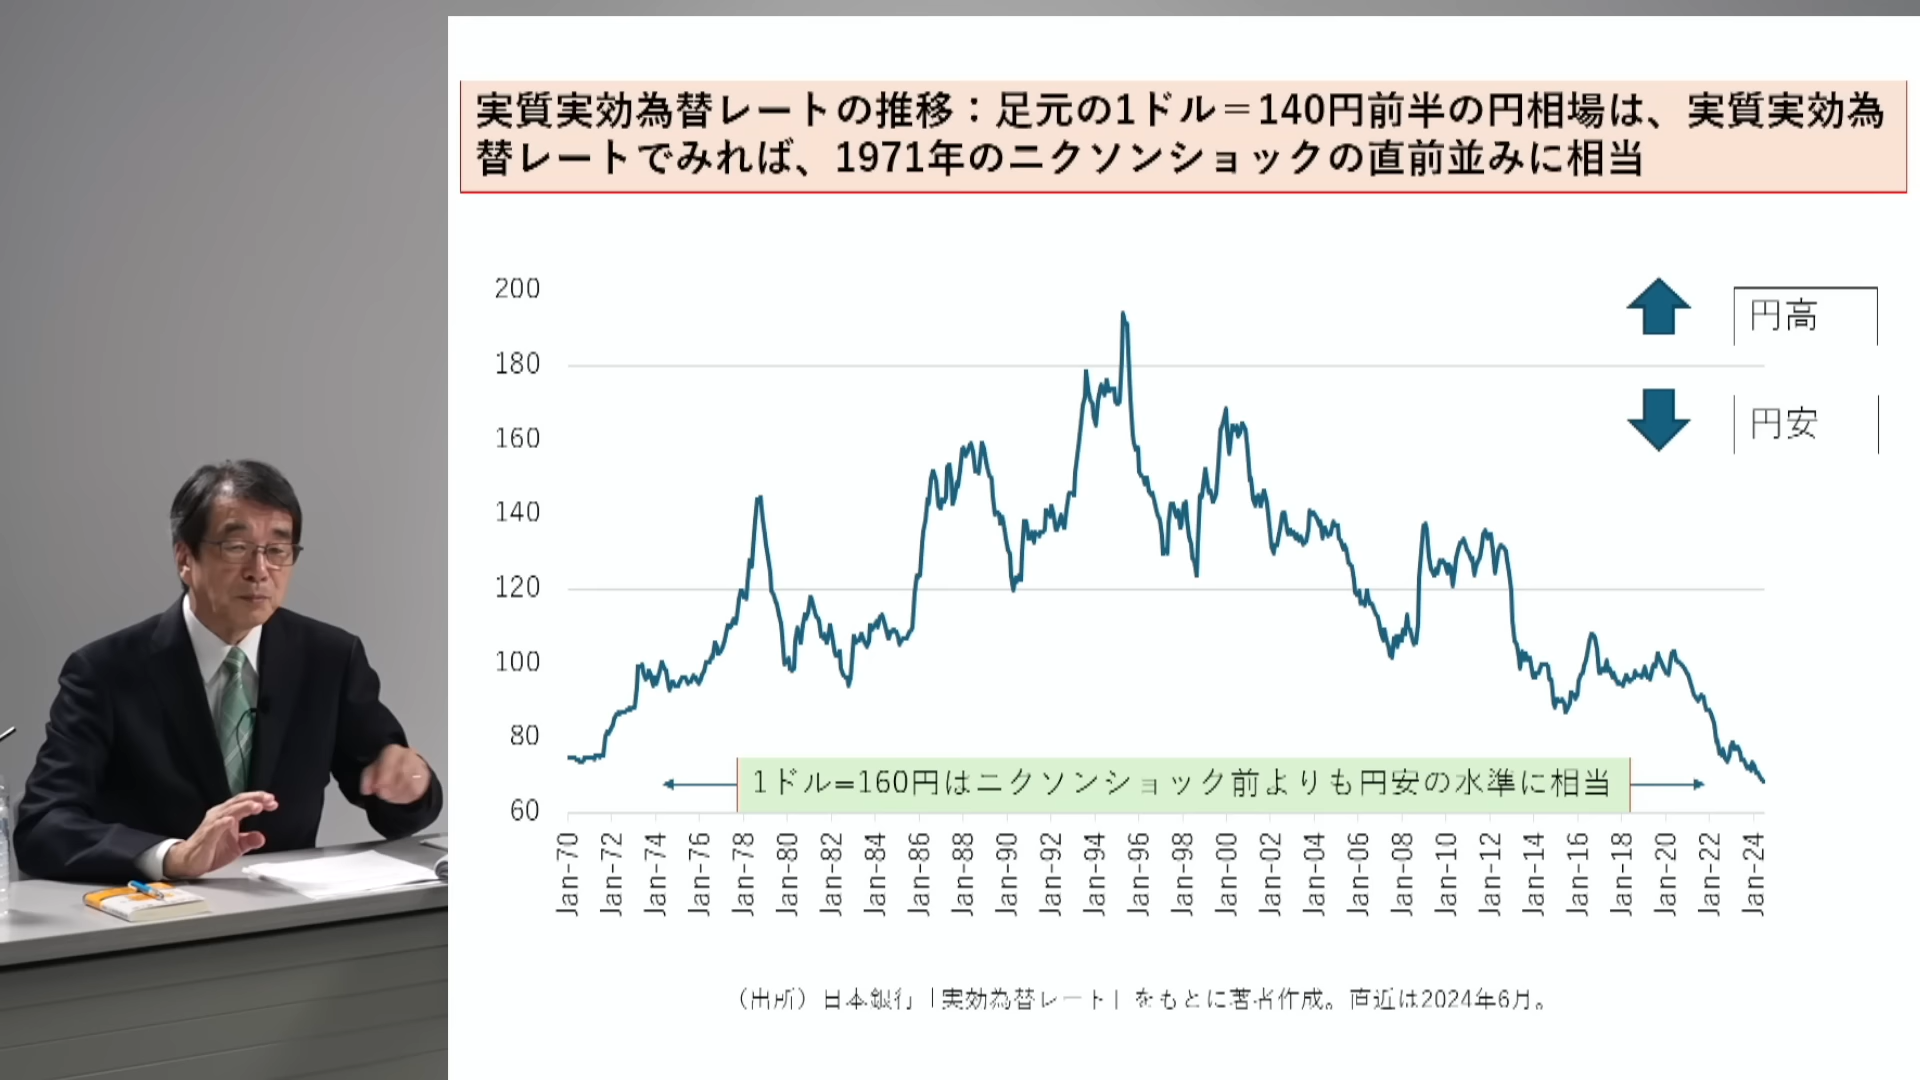 実質実効為替レートの推移：足元の1ドル＝140円前半の円相場は、実質実効為
替レートでみれば、1971年のニクソンショックの直前並みに相当
円高
円安
200
180
160
140
120
100
80
60
1ドル=160円はニクソンショック前よりも円安の水準に相当
Jan-70
Jan-72
Jan-74
Jan-76
Jan-78
Jan-80
Jan-82
Jan-84
Jan-86
Jan-88
Jan-90
Jan-92
Jan-94
Jan-96
Jan-98
Jan-00
Jan-02
Jan-04
Jan-06
Jan-08
Jan-10
Jan-12
Jan-14
Jan-16
Jan-18
Jan-20
Jan-22
Jan-24
（出所）日本銀行「実効為替レート」をもとに著者作成。直近は2024年6月。